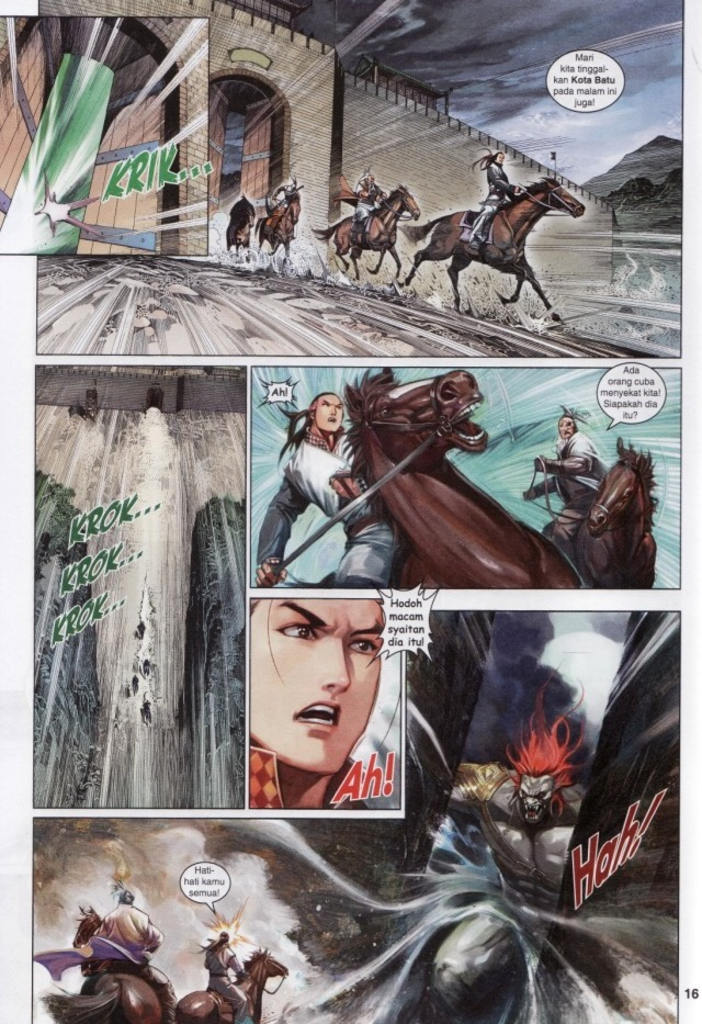 KRIK...
Mari
kita tinggal-
kan Kota Batu
pada malam ini
juga!
KROK...
KROK...
KROK...
Ah!
Ada
orang cuba
menyekat kita!
Siapakah dia
itu?
Hodoh
macam
syaitan
dia itu!
Ah!
Hah!
Hati-
hati kamu
semua!
16